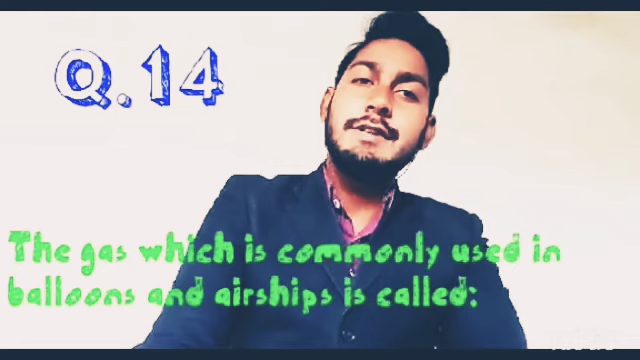 Q.14
The gas which is commonly used in
balloons and airships is called: